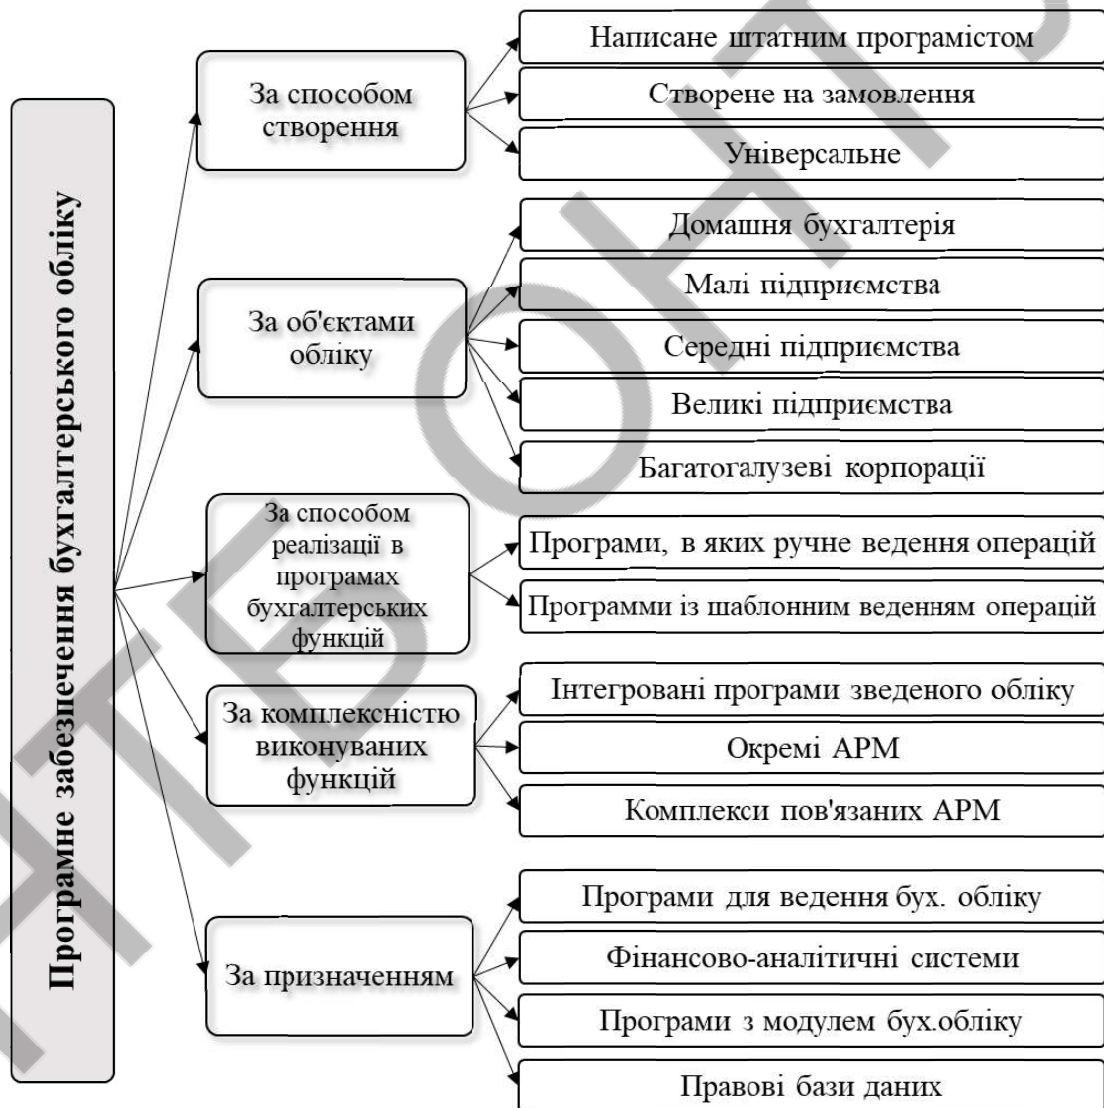 Програмне забезпечення бухгалтерського обліку
За способом
створення
Написане штатним програмістом
Створене на замовлення
Універсальне
За об'єктами
обліку
Домашня бухгалтерія
Малі підприємства
Середні підприємства
Великі підприємства
Багатогалузеві корпорації
За способом
реалізації в
програмах
бухгалтерських
функцій
Програми, в яких ручне ведення операцій
Программи із шаблонним веденням операцій
За комплексністю
виконуваних
функцій
Інтегровані програми зведеного обліку
Окремі АРМ
Комплекси пов'язаних АРМ
За призначенням
Програми для ведення бух. обліку
Фінансово-аналітичні системи
Програми з модулем бух.обліку
Правові бази даних